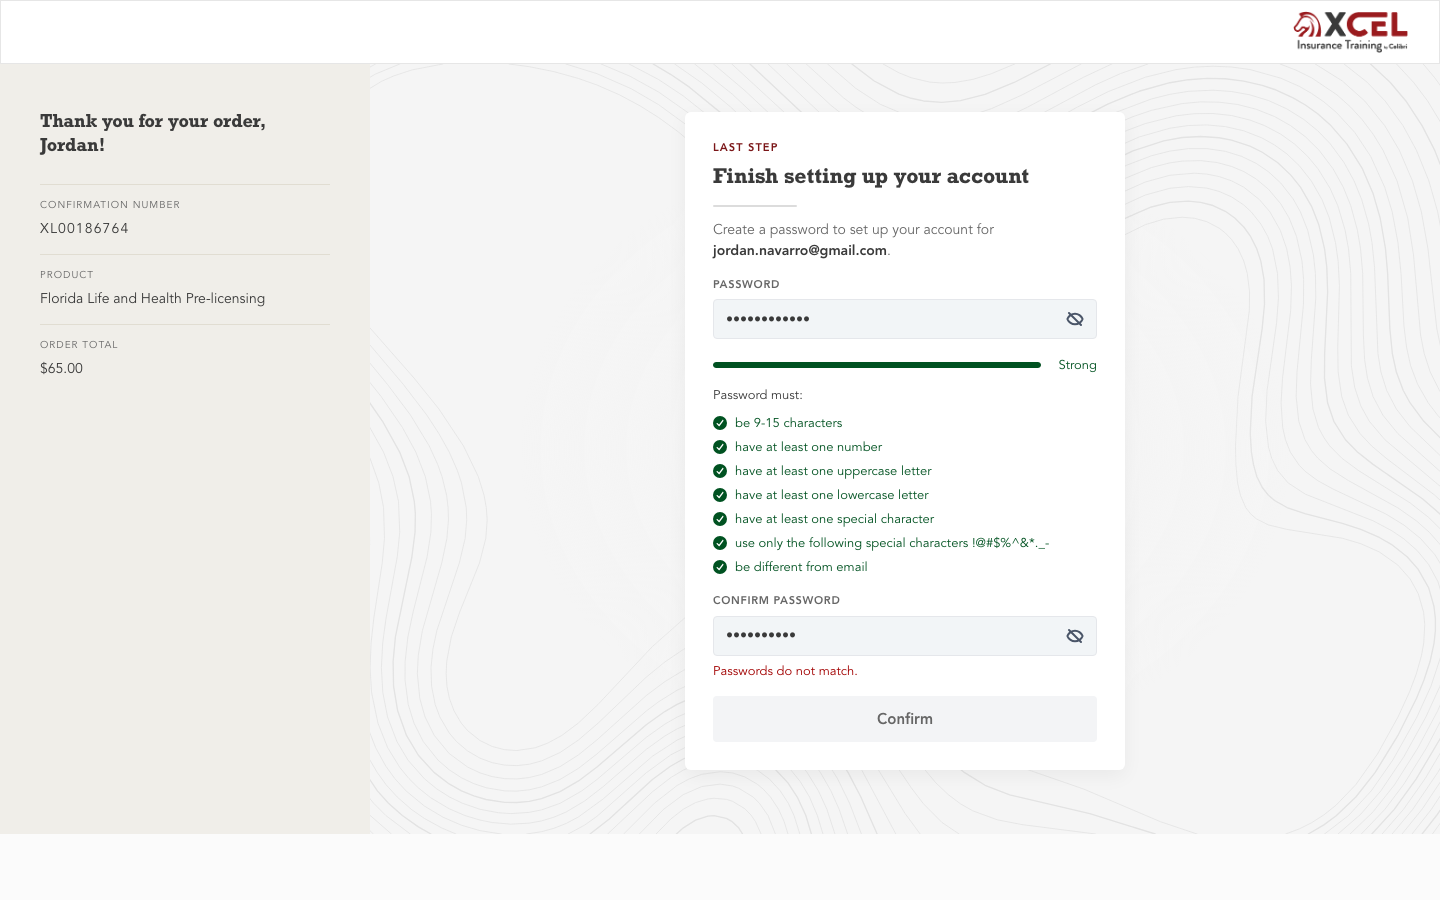 XCEL
Insurance Training by Colibri
Thank you for your order,
Jordan!
CONFIRMATION NUMBER
XL00186764
PRODUCT
Florida Life and Health Pre-licensing
ORDER TOTAL
$65.00
LAST STEP
Finish setting up your account
Create a password to set up your account for
jordan.navarro@gmail.com.
PASSWORD
••••••••••••
Strong
Password must:
be 9-15 characters
have at least one number
have at least one uppercase letter
have at least one lowercase letter
have at least one special character
use only the following special characters !@#$%^&*._-
be different from email
CONFIRM PASSWORD
••••••••••
Passwords do not match.
Confirm